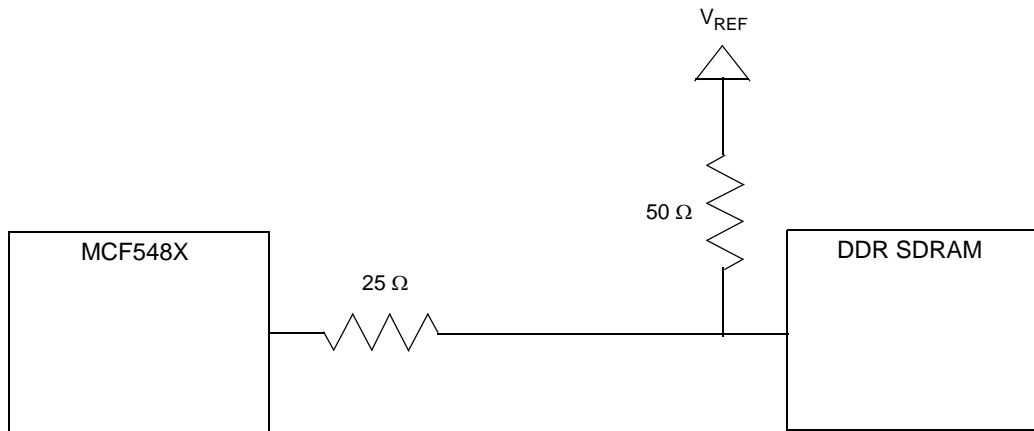 VREF
50 Ω
MCF548X
DDR SDRAM
25 Ω